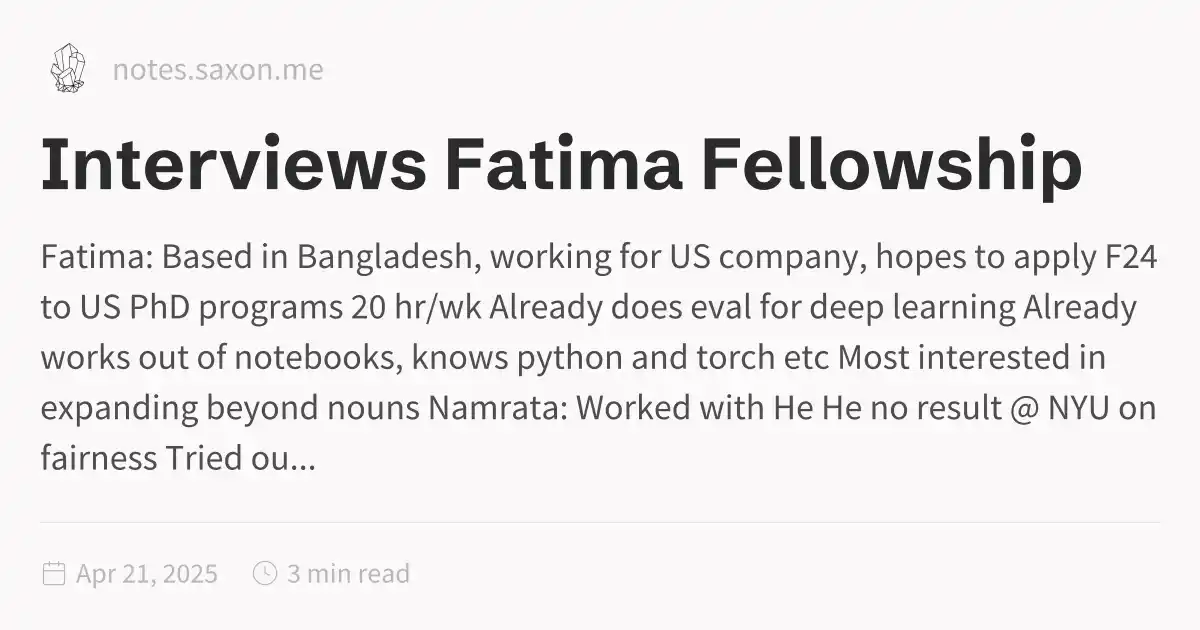 notes.saxon.me
Interviews Fatima Fellowship
Fatima: Based in Bangladesh, working for US company, hopes to apply F24
to US PhD programs 20 hr/wk Already does eval for deep learning Already
works out of notebooks, knows python and torch etc Most interested in
expanding beyond nouns Namrata: Worked with He He no result @ NYU on
fairness Tried ou...
Apr 21, 2025 3 min read